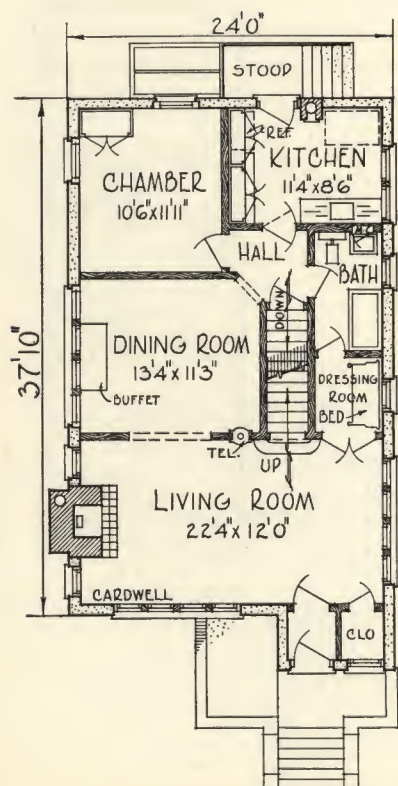 24'0"
STOOD
REF.
KITCHEN
11'4"x8'6"
CHAMBER
10'6"x11'11"
HALL
BATH
37'10"
DOWN
DINING ROOM
13'4"x11'3"
BUFFET
DRESSING
ROOM
BED
TEL.
UP
LIVING ROOM
22'4"x12'0"
CARDWELL
CLO